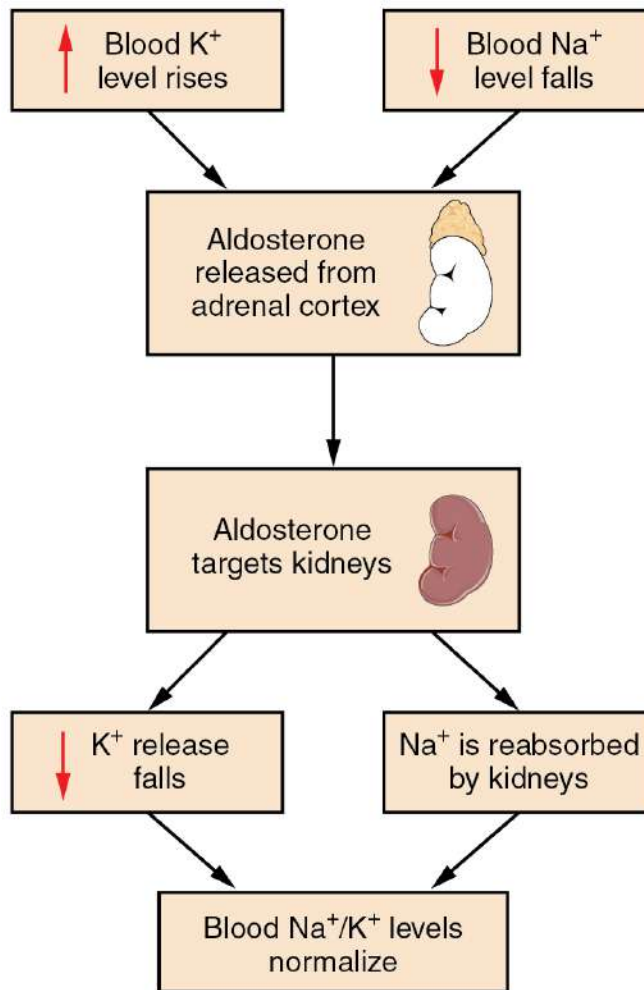 Blood K⁺
level rises
Blood Na⁺
level falls
Aldosterone
released from
adrenal cortex
Aldosterone
targets kidneys
K⁺ release
falls
Na⁺ is reabsorbed
by kidneys
Blood Na⁺/K⁺ levels
normalize